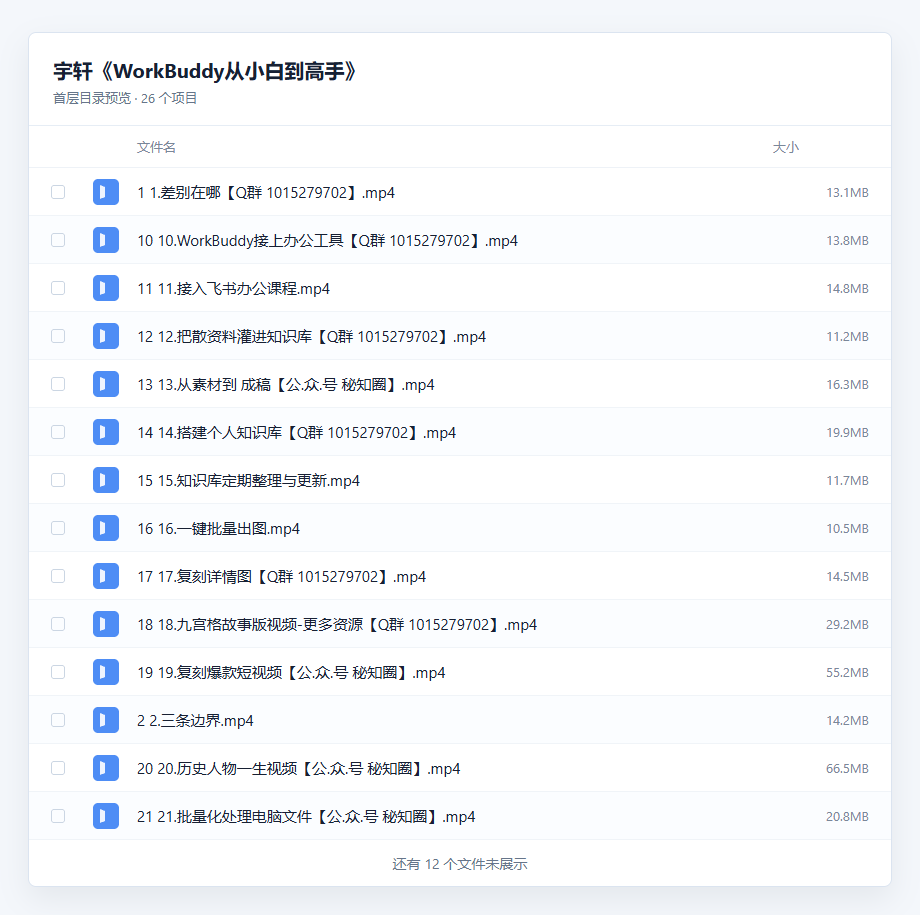 宇轩《WorkBuddy从小白到高手》
首层目录预览 · 26 个项目
文件名 大小
1 1.差别在哪【Q群 1015279702】.mp4 13.1MB
10 10.WorkBuddy接上办公工具【Q群 1015279702】.mp4 13.8MB
11 11.接入飞书办公课程.mp4 14.8MB
12 12.把散资料灌进知识库【Q群 1015279702】.mp4 11.2MB
13 13.从素材到 成稿【公.众.号 秘知圈】.mp4 16.3MB
14 14.搭建个人知识库【Q群 1015279702】.mp4 19.9MB
15 15.知识库定期整理与更新.mp4 11.7MB
16 16.一键批量出图.mp4 10.5MB
17 17.复刻详情图【Q群 1015279702】.mp4 14.5MB
18 18.九宫格故事版视频-更多资源【Q群 1015279702】.mp4 29.2MB
19 19.复刻爆款短视频【公.众.号 秘知圈】.mp4 55.2MB
2 2.三条边界.mp4 14.2MB
20 20.历史人物一生视频【公.众.号 秘知圈】.mp4 66.5MB
21 21.批量化处理电脑文件【公.众.号 秘知圈】.mp4 20.8MB
还有 12 个文件未展示